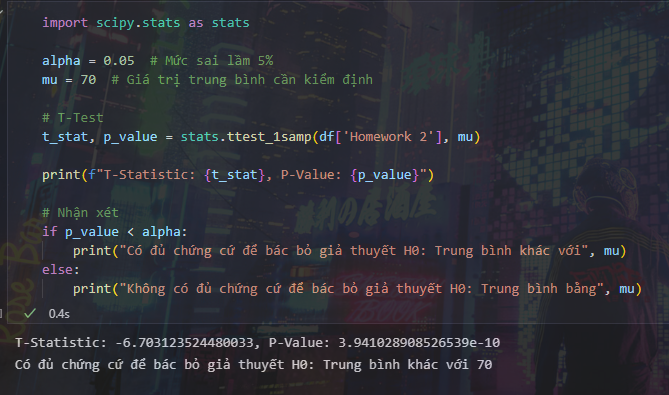 import scipy.stats as stats
alpha = 0.05  # Mức sai lầm 5%
mu = 70  # Giá trị trung bình cần kiểm định
# T-Test
t_stat, p_value = stats.ttest_1samp(df['Homework 2'], mu)
print(f"T-Statistic: {t_stat}, P-Value: {p_value}")
# Nhận xét
if p_value < alpha:
    print("Có đủ chứng cứ để bác bỏ giả thuyết H0: Trung bình khác với", mu)
else:
    print("Không có đủ chứng cứ để bác bỏ giả thuyết H0: Trung bình bằng", mu)
0.4s
T-Statistic: -6.703123524480033, P-Value: 3.941028908526539e-10
Có đủ chứng cứ để bác bỏ giả thuyết H0: Trung bình khác với 70